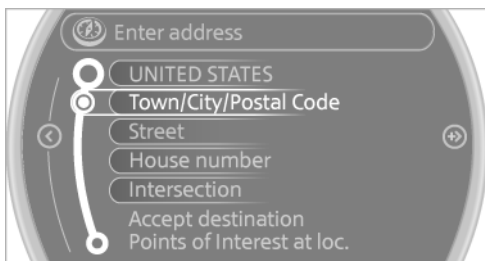 Enter address
UNITED STATES
Town/City/Postal Code
Street
House number
Intersection
Accept destination
Points of Interest at loc.